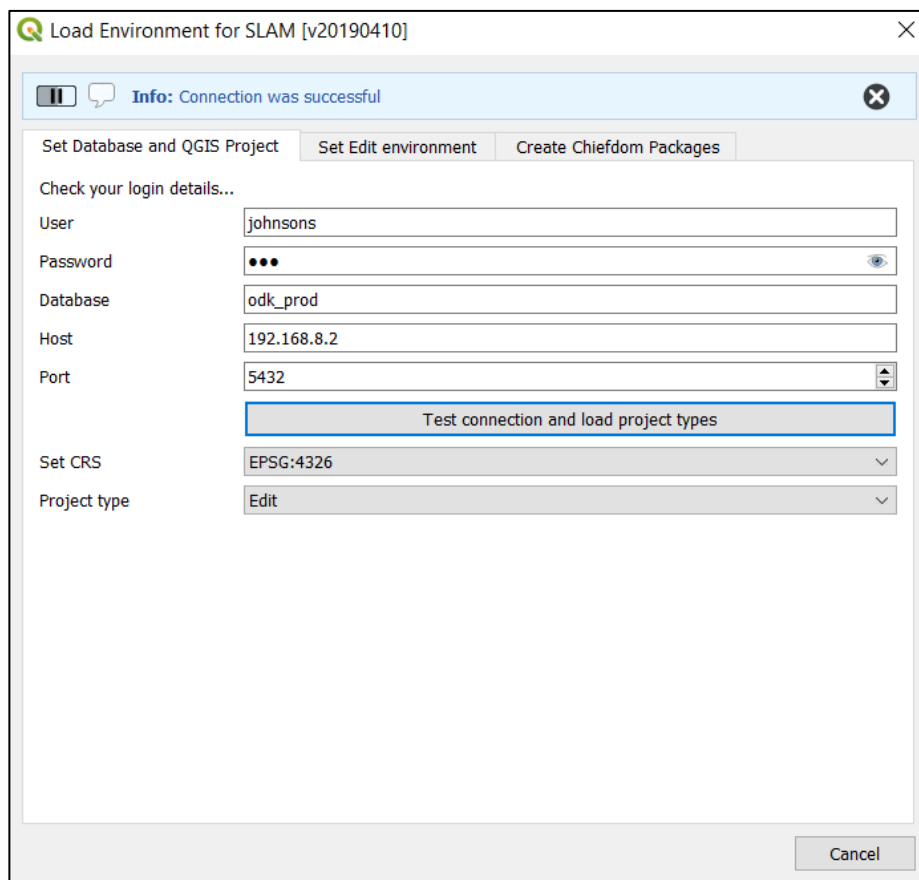 Load Environment for SLAM [v20190410]
Info: Connection was successful
Set Database and QGIS Project Set Edit environment Create Chiefdom Packages
Check your login details...
User johnsons
Password ●●●
Database odk_prod
Host 192.168.8.2
Port 5432
Test connection and load project types
Set CRS EPSG:4326
Project type Edit
Cancel